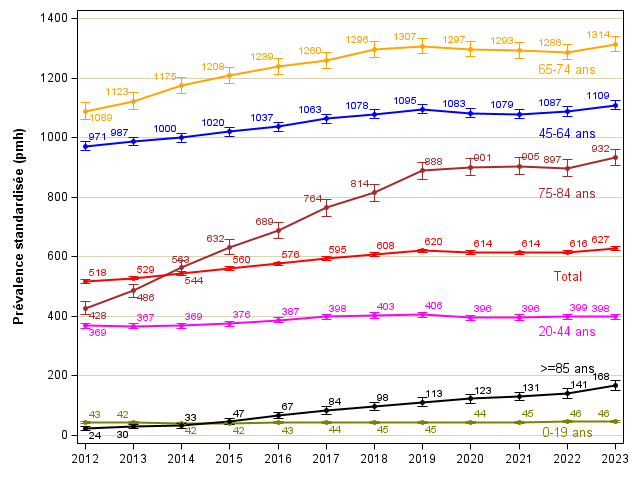 1400
1200
1000
800
600
400
200
0
Prévalence standardisée (pmh)
1089 1123 1175 1208 1239 1260 1296 1307 1297 1293 1286 1314
65-74 ans
971 987 1000 1020 1037 1063 1078 1095 1083 1079 1087 1109
45-64 ans
428 486 563 632 689 764 814 888 901 905 897 932
75-84 ans
518 529 544 560 576 595 608 620 614 614 616 627
Total
369 367 369 376 387 398 403 406 396 396 399 398
20-44 ans
>=85 ans
24 30 33 47 67 84 98 113 123 131 141 168
43 42 42 42 43 44 45 45 44 45 46 46
0-19 ans
2012 2013 2014 2015 2016 2017 2018 2019 2020 2021 2022 2023